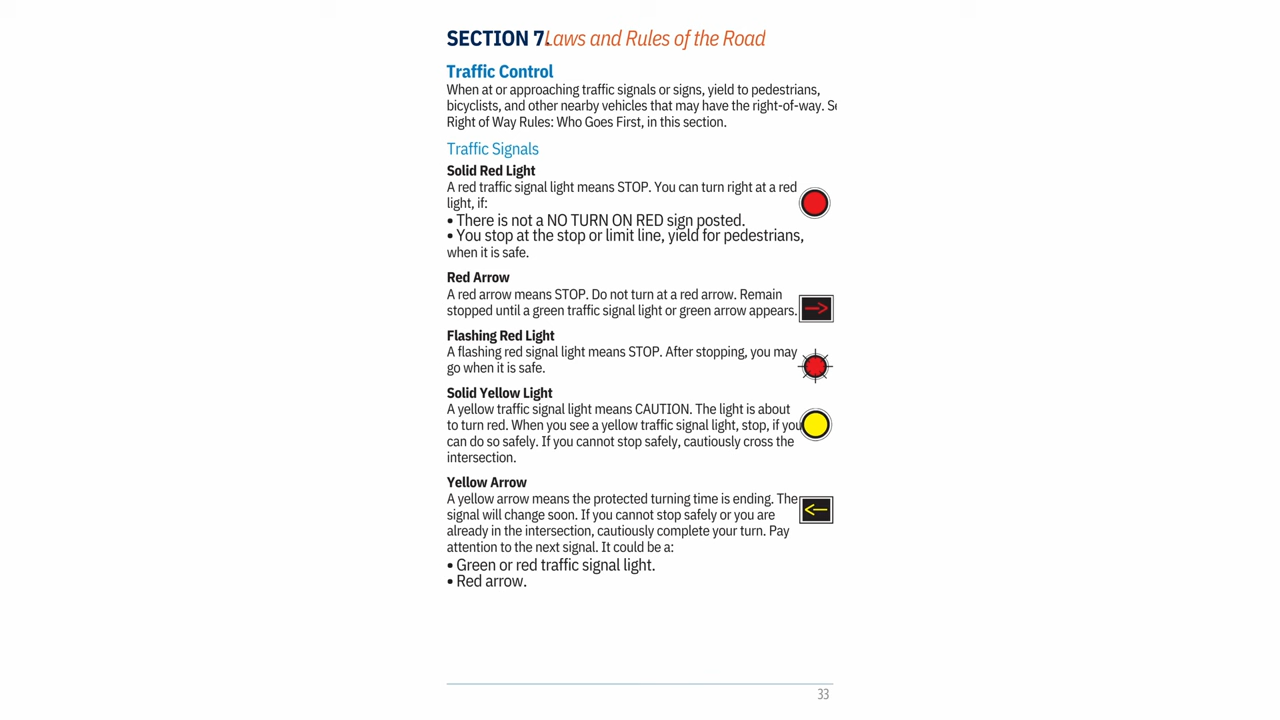 SECTION 7. Laws and Rules of the Road
Traffic Control
When at or approaching traffic signals or signs, yield to pedestrians,
bicyclists, and other nearby vehicles that may have the right-of-way. Se
Right of Way Rules: Who Goes First, in this section.
Traffic Signals
Solid Red Light
A red traffic signal light means STOP. You can turn right at a red
light, if:
• There is not a NO TURN ON RED sign posted.
• You stop at the stop or limit line, yield for pedestrians,
when it is safe.
Red Arrow
A red arrow means STOP. Do not turn at a red arrow. Remain
stopped until a green traffic signal light or green arrow appears.
Flashing Red Light
A flashing red signal light means STOP. After stopping, you may
go when it is safe.
Solid Yellow Light
A yellow traffic signal light means CAUTION. The light is about
to turn red. When you see a yellow traffic signal light, stop, if you
can do so safely. If you cannot stop safely, cautiously cross the
intersection.
Yellow Arrow
A yellow arrow means the protected turning time is ending. The
signal will change soon. If you cannot stop safely or you are
already in the intersection, cautiously complete your turn. Pay
attention to the next signal. It could be a:
• Green or red traffic signal light.
• Red arrow.
33